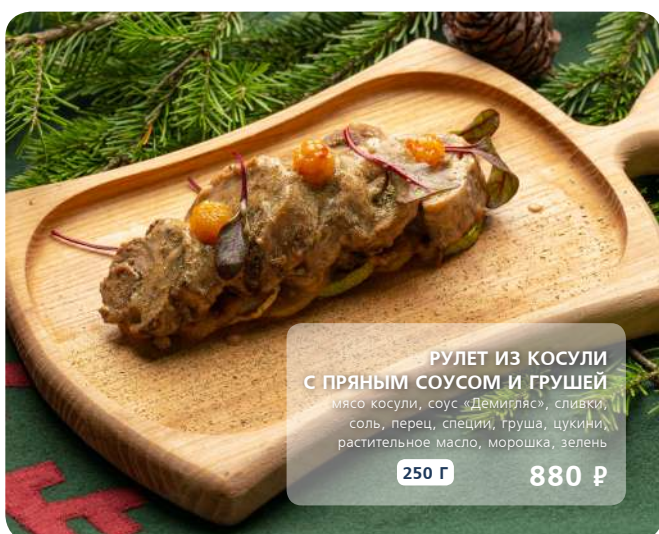 РУЛЕТ ИЗ КОСУЛИ
С ПРЯНЫМ СОУСОМ И ГРУШЕЙ
мясо косули, соус «Демигляс», сливки,
соль, перец, специи, груша, цукини,
растительное масло, морошка, зелень
250 Г 880 ₽